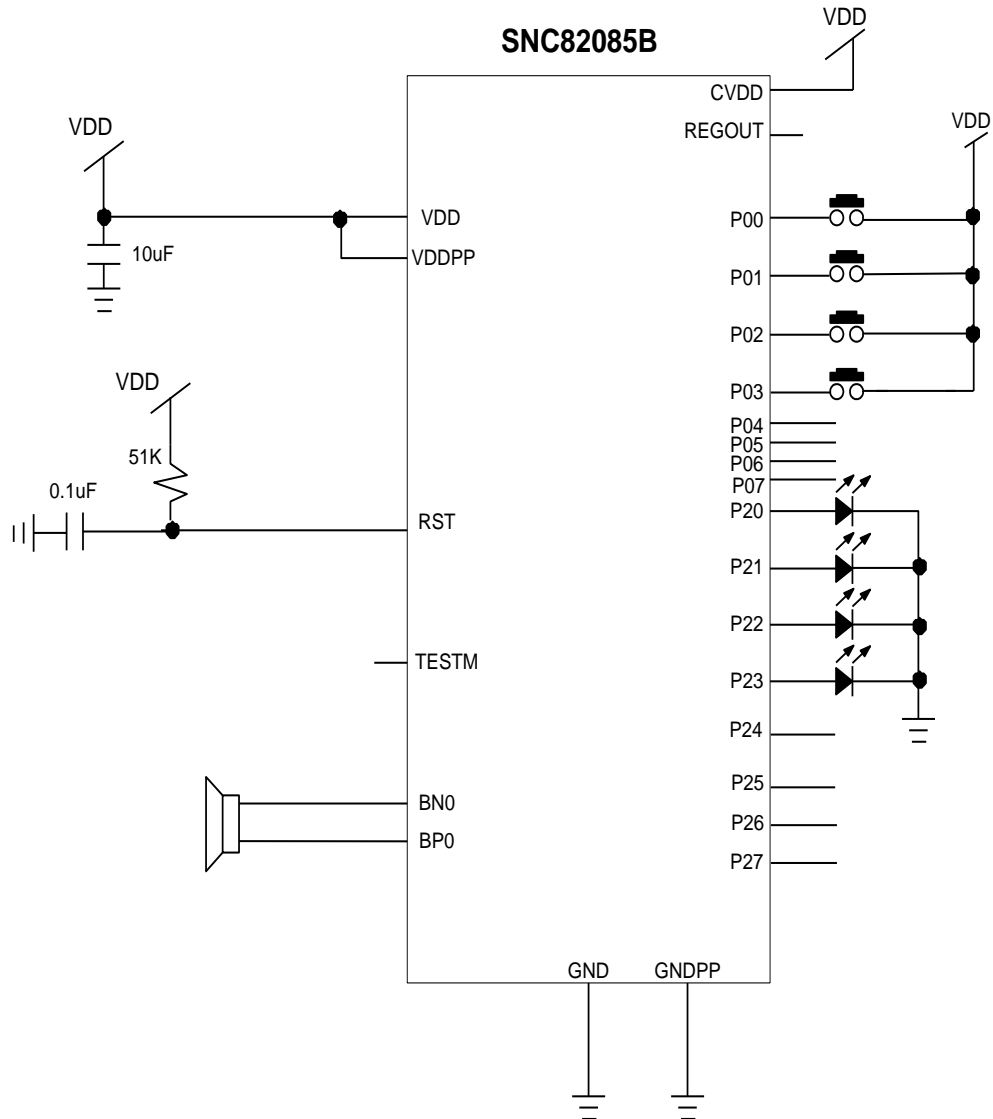 SNC82085B
VDD
CVDD
REGOUT
VDD
VDD
10uF
VDD
VDDPP
P00
P01
P02
P03
P04
P05
P06
P07
P20
P21
P22
P23
P24
P25
P26
P27
VDD
51K
0.1uF
RST
TESTM
BN0
BP0
GND
GNDPP